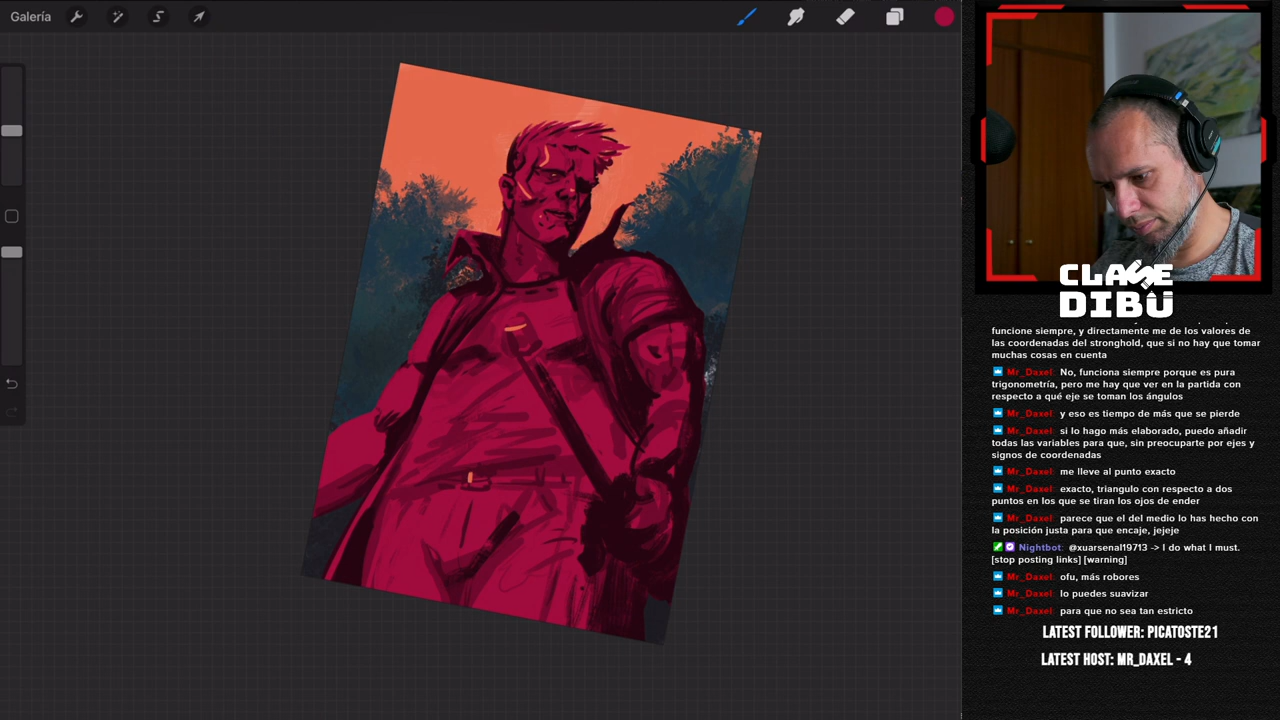 Galería
CLASE
DIBU
funcione siempre, y directamente me de los valores de
las coordenadas del stronghold, que si no hay que tomar
muchas cosas en cuenta
Mr_Daxel: No, funciona siempre porque es pura
trigonometría, pero me hay que ver en la partida con
respecto a qué eje se toman los ángulos
Mr_Daxel: y eso es tiempo de más que se pierde
Mr_Daxel: si lo hago más elaborado, puedo añadir
todas las variables para que, sin preocuparte por ejes y
signos de coordenadas
Mr_Daxel: me lleve al punto exacto
Mr_Daxel: exacto, triangulo con respecto a dos
puntos en los que se tiran los ojos de ender
Mr_Daxel: parece que el del medio lo has hecho con
la posición justa para que encaje, jejeje
Nightbot: @xuarsenal19713 -> I do what I must.
[stop posting links] [warning]
Mr_Daxel: ofu, más robores
Mr_Daxel: lo puedes suavizar
Mr_Daxel: para que no sea tan estricto
LATEST FOLLOWER: PICATOSTE21
LATEST HOST: MR_DAXEL - 4